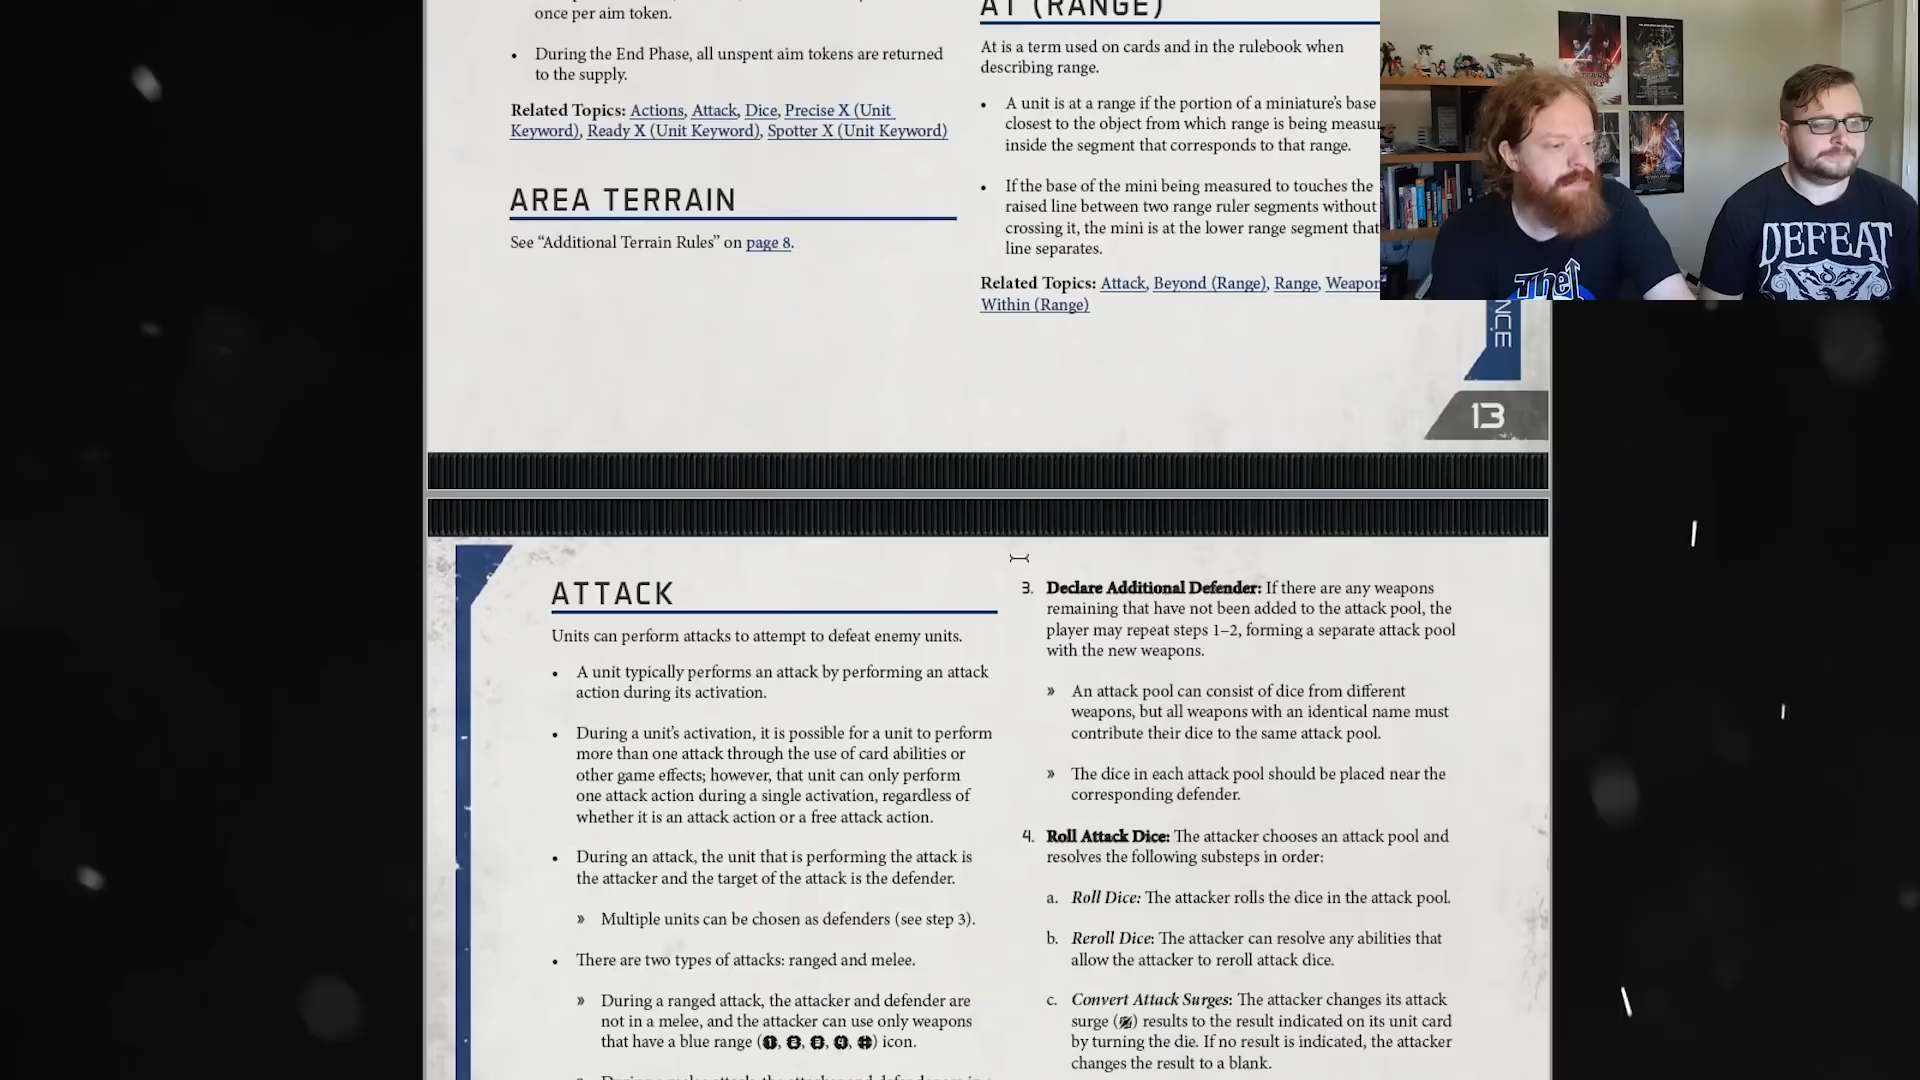 once per aim token.
• During the End Phase, all unspent aim tokens are returned
to the supply.
Related Topics: Actions, Attack, Dice, Precise X (Unit
Keyword), Ready X (Unit Keyword), Spotter X (Unit Keyword)
AREA TERRAIN
See “Additional Terrain Rules” on page 8.
AT (RANGE)
At is a term used on cards and in the rulebook when
describing range.
• A unit is at a range if the portion of a miniature’s base
closest to the object from which range is being measur
inside the segment that corresponds to that range.
• If the base of the mini being measured to touches the
raised line between two range ruler segments without
crossing it, the mini is at the lower range segment that
line separates.
Related Topics: Attack, Beyond (Range), Range, Weapon
Within (Range)
NCE
13
DEFEAT
ATTACK
Units can perform attacks to attempt to defeat enemy units.
• A unit typically performs an attack by performing an attack
action during its activation.
• During a unit’s activation, it is possible for a unit to perform
more than one attack through the use of card abilities or
other game effects; however, that unit can only perform
one attack action during a single activation, regardless of
whether it is an attack action or a free attack action.
• During an attack, the unit that is performing the attack is
the attacker and the target of the attack is the defender.
» Multiple units can be chosen as defenders (see step 3).
• There are two types of attacks: ranged and melee.
» During a ranged attack, the attacker and defender are
not in a melee, and the attacker can use only weapons
that have a blue range (1, 2, 3, 4, ) icon.
3. Declare Additional Defender: If there are any weapons
remaining that have not been added to the attack pool, the
player may repeat steps 1–2, forming a separate attack pool
with the new weapons.
» An attack pool can consist of dice from different
weapons, but all weapons with an identical name must
contribute their dice to the same attack pool.
» The dice in each attack pool should be placed near the
corresponding defender.
4. Roll Attack Dice: The attacker chooses an attack pool and
resolves the following substeps in order:
a. Roll Dice: The attacker rolls the dice in the attack pool.
b. Reroll Dice: The attacker can resolve any abilities that
allow the attacker to reroll attack dice.
c. Convert Attack Surges: The attacker changes its attack
surge () results to the result indicated on its unit card
by turning the die. If no result is indicated, the attacker
changes the result to a blank.